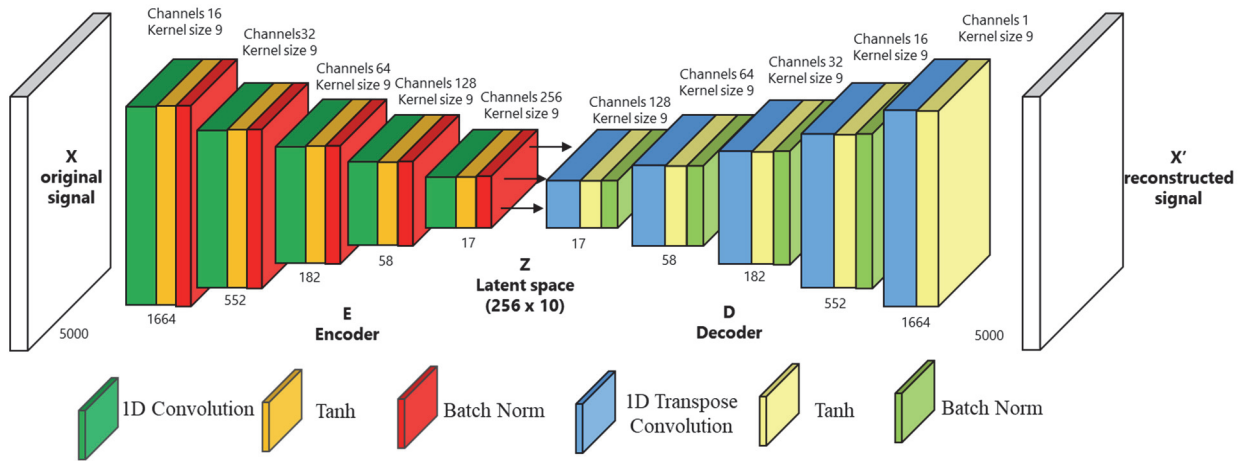 Channels 16
Kernel size 9
Channels32
Kernel size 9
Channels 64
Kernel size 9
Channels 128
Kernel size 9
Channels 256
Kernel size 9
Channels 128
Kernel size 9
Channels 64
Kernel size 9
Channels 32
Kernel size 9
Channels 16
Kernel size 9
Channels 1
Kernel size 9
X
original
signal
X'
reconstructed
signal
5000
1664
552
182
58
17
17
58
182
552
1664
5000
E
Encoder
Z
Latent space
(256 x 10)
D
Decoder
1D Convolution
Tanh
Batch Norm
1D Transpose
Convolution
Tanh
Batch Norm